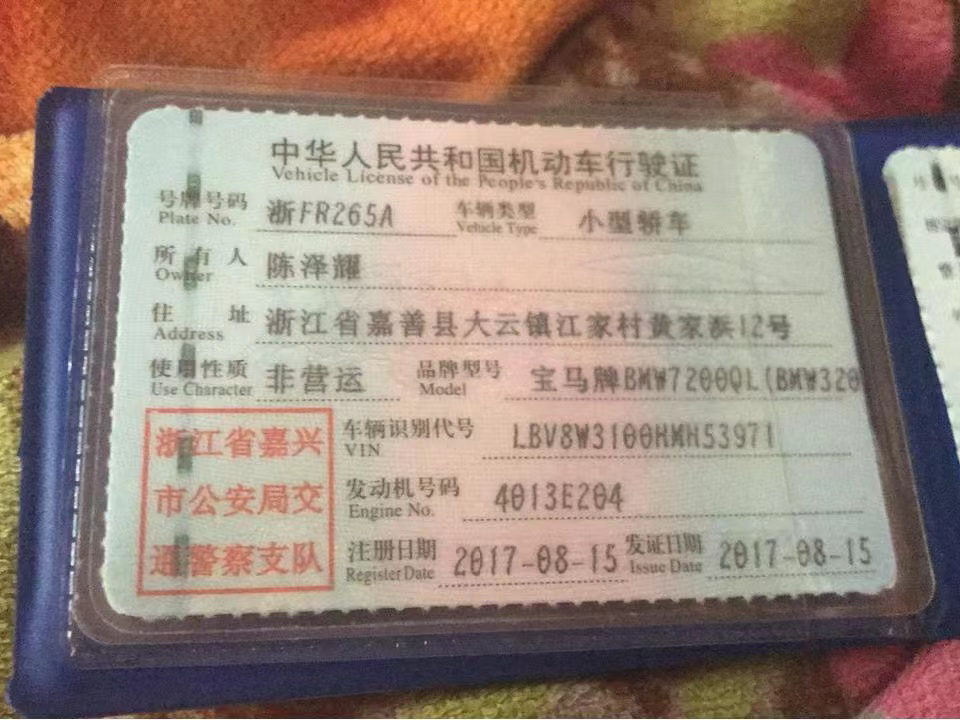 中华人民共和国机动车行驶证
Vehicle License of the People's Republic of China
号牌号码 浙FR265A 车辆类型 小型轿车
Plate No. Vehicle Type
所有人 陈泽耀
Owner
住址 浙江省嘉善县大云镇江家村黄家浜12号
Address
使用性质 非营运 品牌型号 宝马牌BMW7200QL(BMW320
Use Character Model
浙江省嘉兴
市公安局交
通警察支队
车辆识别代号 LBV8W3100HMH53971
VIN
发动机号码 4013E204
Engine No.
注册日期 2017-08-15 发证日期 2017-08-15
Register Date Issue Date